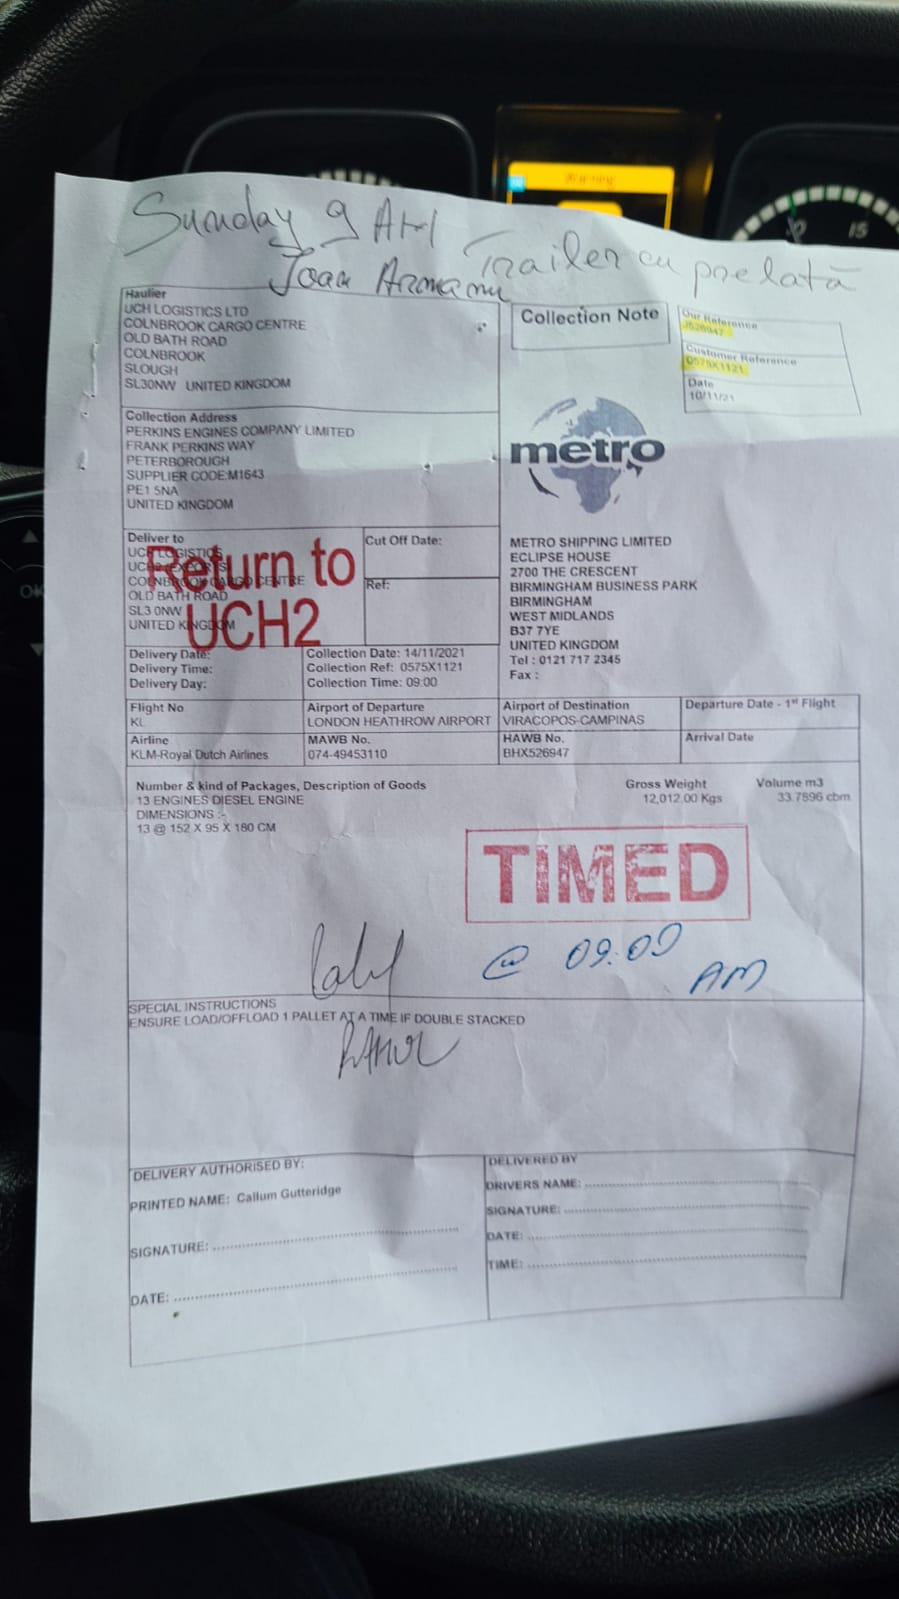 Sunday 9 AM
Trailer cu prelată
Ioan Armanu
Haulier
UCH LOGISTICS LTD
COLNBROOK CARGO CENTRE
OLD BATH ROAD
COLNBROOK
SLOUGH
SL30NW UNITED KINGDOM
Collection Note
Our Reference
J526947
Customer Reference
0575X1121
Date
10/11/21
Collection Address
PERKINS ENGINES COMPANY LIMITED
FRANK PERKINS WAY
PETERBOROUGH
SUPPLIER CODE:M1643
PE1 5NA
UNITED KINGDOM
metro
Deliver to
UCH LOGISTICS
UCH2 (EXPORTS)
COLNBROOK CARGO CENTRE
OLD BATH ROAD
SL3 0NW
UNITED KINGDOM
Return to
UCH2
Cut Off Date:
Ref:
METRO SHIPPING LIMITED
ECLIPSE HOUSE
2700 THE CRESCENT
BIRMINGHAM BUSINESS PARK
BIRMINGHAM
WEST MIDLANDS
B37 7YE
UNITED KINGDOM
Tel : 0121 717 2345
Fax :
Delivery Date:
Delivery Time:
Delivery Day:
Collection Date: 14/11/2021
Collection Ref: 0575X1121
Collection Time: 09:00
Flight No
KL
Airport of Departure
LONDON HEATHROW AIRPORT
Airport of Destination
VIRACOPOS-CAMPINAS
Departure Date - 1st Flight
Airline
KLM-Royal Dutch Airlines
MAWB No.
074-49453110
HAWB No.
BHX526947
Arrival Date
Number & kind of Packages, Description of Goods
Gross Weight
Volume m3
13 ENGINES DIESEL ENGINE
12,012.00 Kgs
33.7896 cbm
DIMENSIONS :-
13 @ 152 X 95 X 180 CM
TIMED
@ 09:00
AM
SPECIAL INSTRUCTIONS
ENSURE LOAD/OFFLOAD 1 PALLET AT A TIME IF DOUBLE STACKED
DELIVERY AUTHORISED BY:
PRINTED NAME: Callum Gutteridge
SIGNATURE:
DATE:
DELIVERED BY
DRIVERS NAME:
SIGNATURE:
DATE:
TIME:
Warning
15
OK